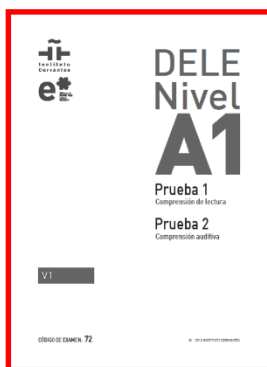 Instituto
Cervantes
DELE
Nivel
A1
Prueba 1
Comprensión de lectura
Prueba 2
Comprensión auditiva
V1
CÓDIGO DE EXAMEN: 72
INSTITUTO CERVANTES